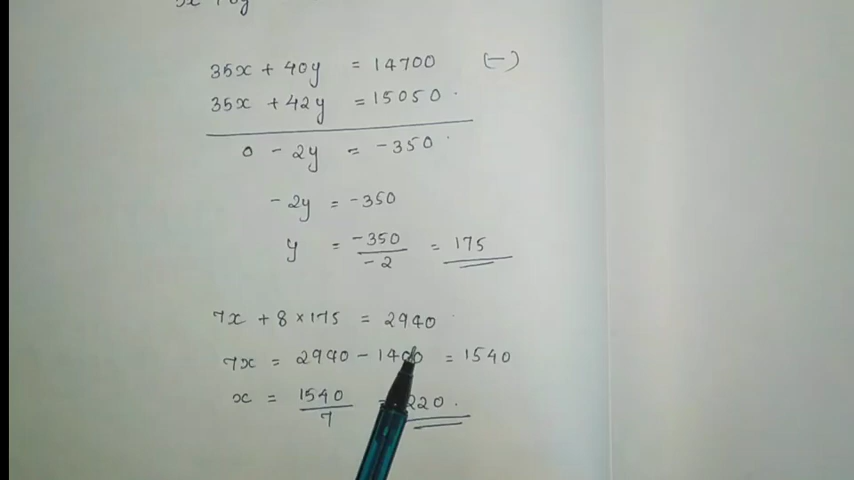 35x + 40y = 14700 (-)
35x + 42y = 15050.
0 - 2y = -350.
-2y = -350
y = -350/-2 = 175
7x + 8 × 175 = 2940
7x = 2940 - 1400 = 1540
x = 1540/7 = 220.